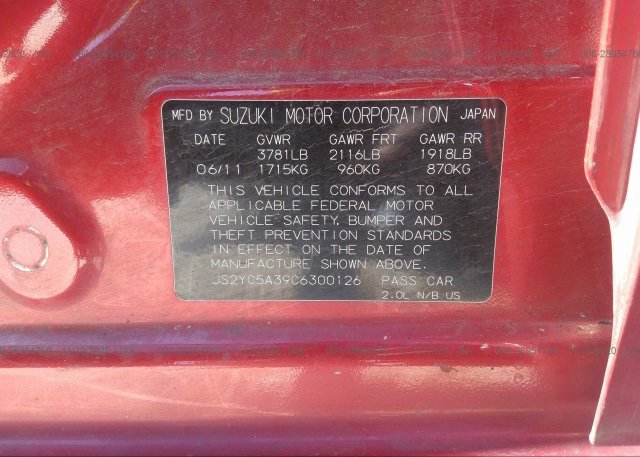 MFD BY SUZUKI MOTOR CORPORATION JAPAN
DATE GVWR GAWR FRT GAWR RR
3781LB 2116LB 1918LB
06/11 1715KG 960KG 870KG
THIS VEHICLE CONFORMS TO ALL
APPLICABLE FEDERAL MOTOR
VEHICLE SAFETY, BUMPER AND
THEFT PREVENTION STANDARDS
IN EFFECT ON THE DATE OF
MANUFACTURE SHOWN ABOVE.
JS2YC5A39C6300126 PASS CAR
2.0L N/B US